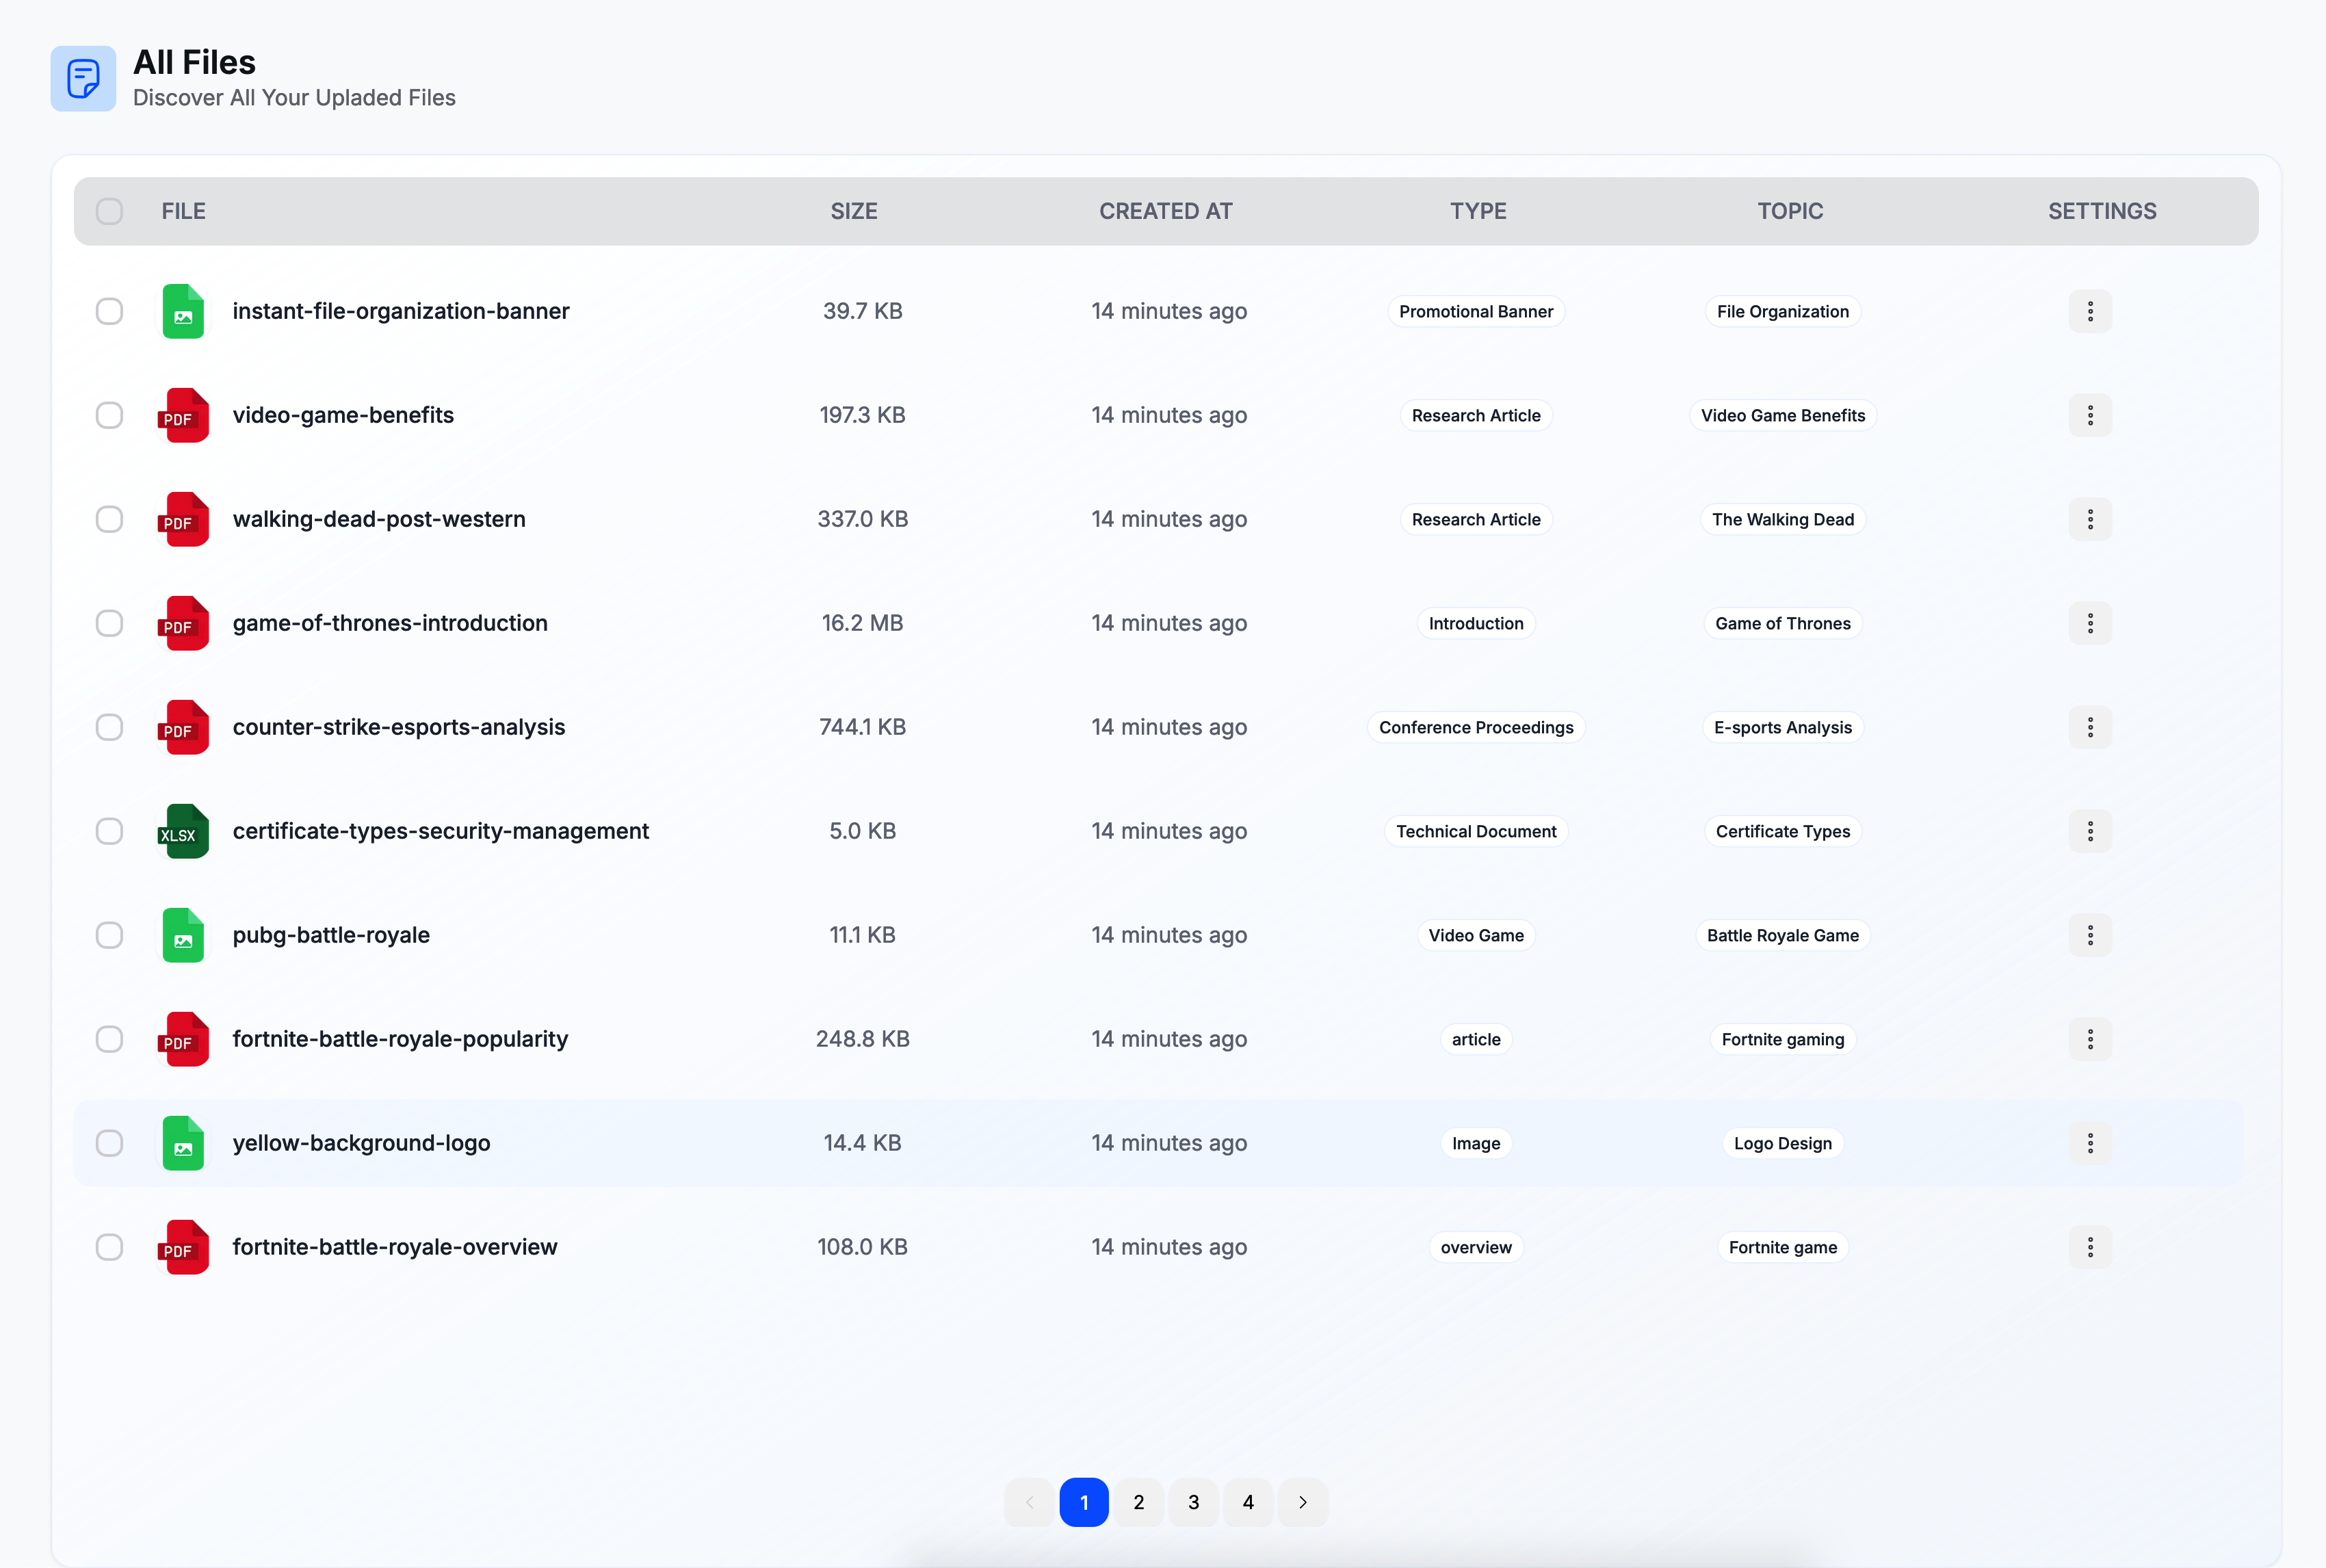 All Files
Discover All Your Upladed Files
FILE SIZE CREATED AT TYPE TOPIC SETTINGS
instant-file-organization-banner 39.7 KB 14 minutes ago Promotional Banner File Organization
PDF video-game-benefits 197.3 KB 14 minutes ago Research Article Video Game Benefits
PDF walking-dead-post-western 337.0 KB 14 minutes ago Research Article The Walking Dead
PDF game-of-thrones-introduction 16.2 MB 14 minutes ago Introduction Game of Thrones
PDF counter-strike-esports-analysis 744.1 KB 14 minutes ago Conference Proceedings E-sports Analysis
XLSX certificate-types-security-management 5.0 KB 14 minutes ago Technical Document Certificate Types
pubg-battle-royale 11.1 KB 14 minutes ago Video Game Battle Royale Game
PDF fortnite-battle-royale-popularity 248.8 KB 14 minutes ago article Fortnite gaming
yellow-background-logo 14.4 KB 14 minutes ago Image Logo Design
PDF fortnite-battle-royale-overview 108.0 KB 14 minutes ago overview Fortnite game
1 2 3 4